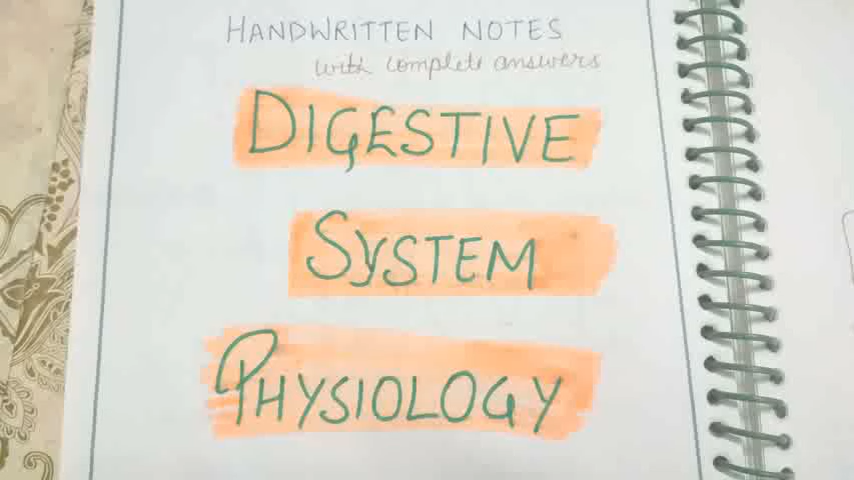 HANDWRITTEN NOTES
with complete answers
DIGESTIVE
SYSTEM
PHYSIOLOGY